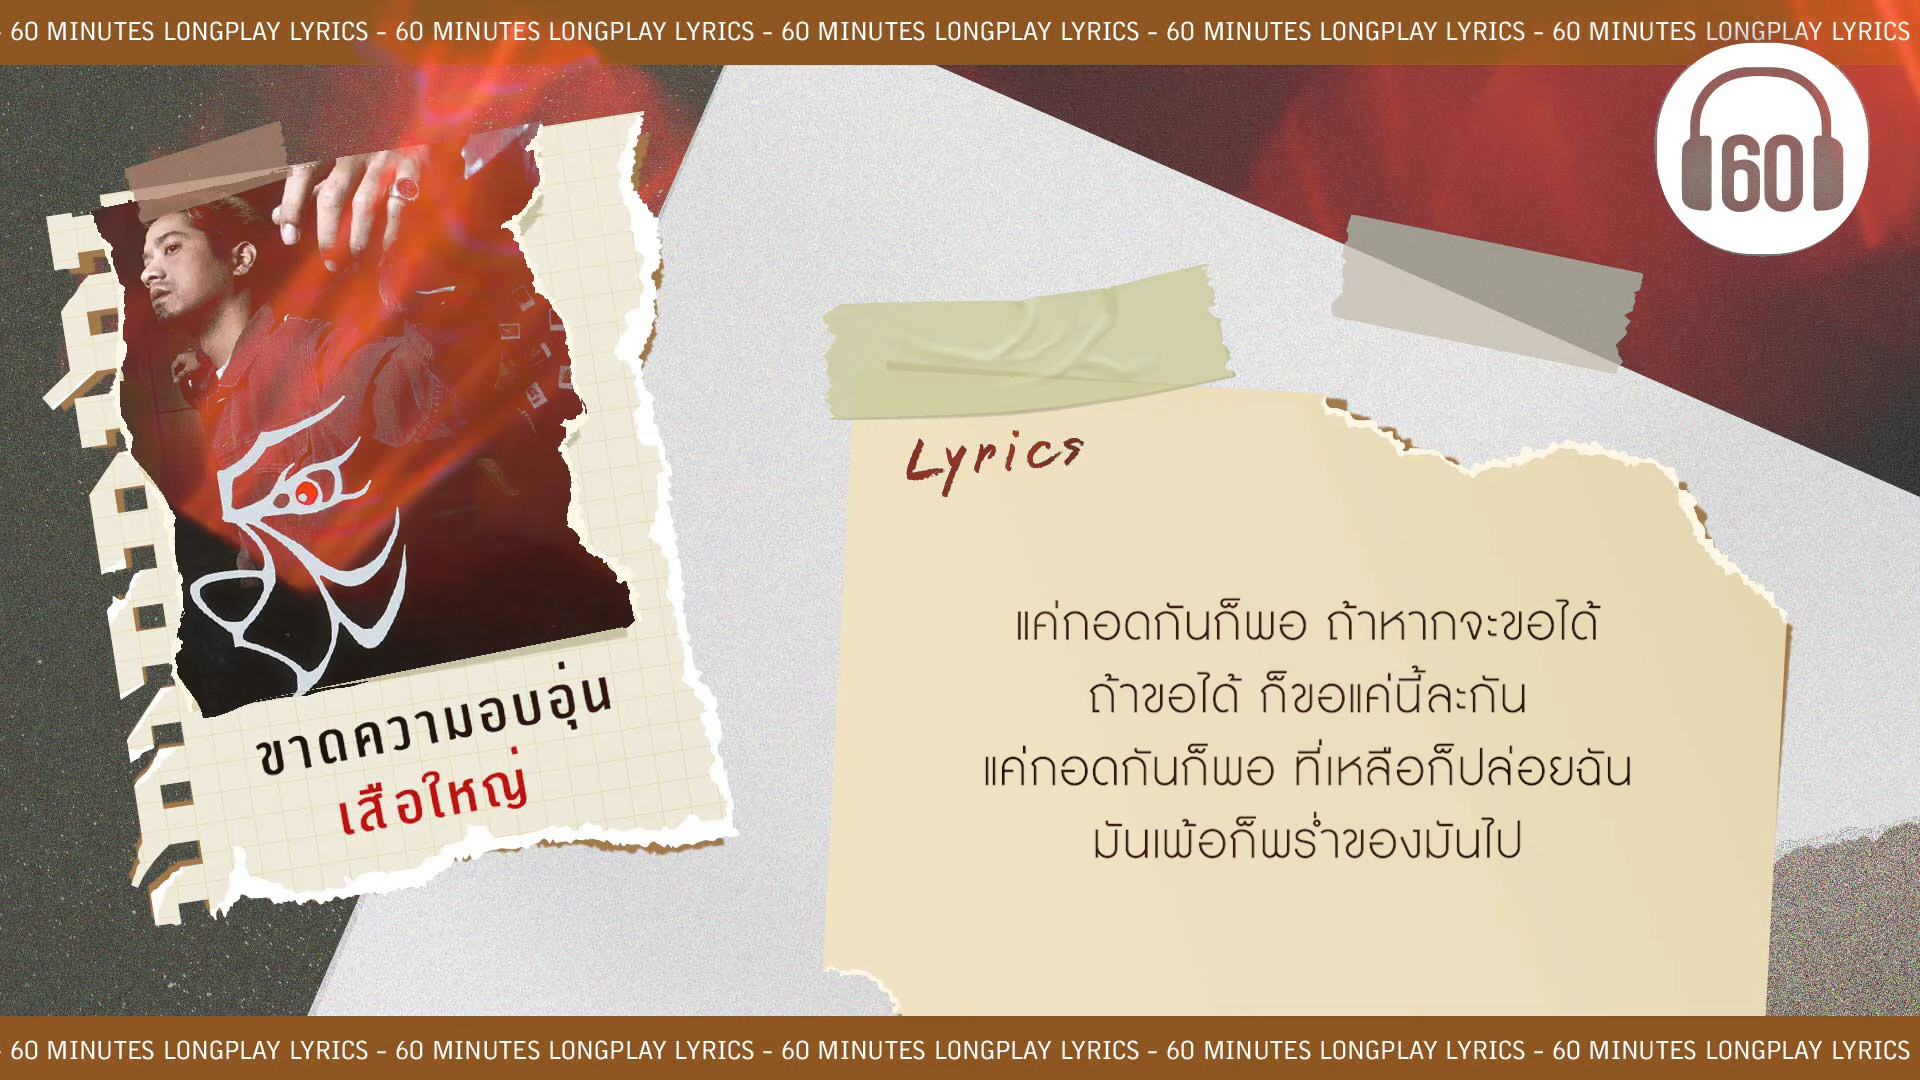 - 60 MINUTES LONGPLAY LYRICS - 60 MINUTES LONGPLAY LYRICS - 60 MINUTES LONGPLAY LYRICS - 60 MINUTES LONGPLAY LYRICS - 60 MINUTES LONGPLAY LYRICS
60
Lyrics
แค่กอดกันก็พอ ถ้าหากจะขอได้
ถ้าขอได้ ก็ขอแค่นี้ละกัน
แค่กอดกันก็พอ ที่เหลือก็ปล่อยฉัน
มันเพ้อก็พร่ำของมันไป
ขาดความอบอุ่น
เสือใหญ่
- 60 MINUTES LONGPLAY LYRICS - 60 MINUTES LONGPLAY LYRICS - 60 MINUTES LONGPLAY LYRICS - 60 MINUTES LONGPLAY LYRICS - 60 MINUTES LONGPLAY LYRICS